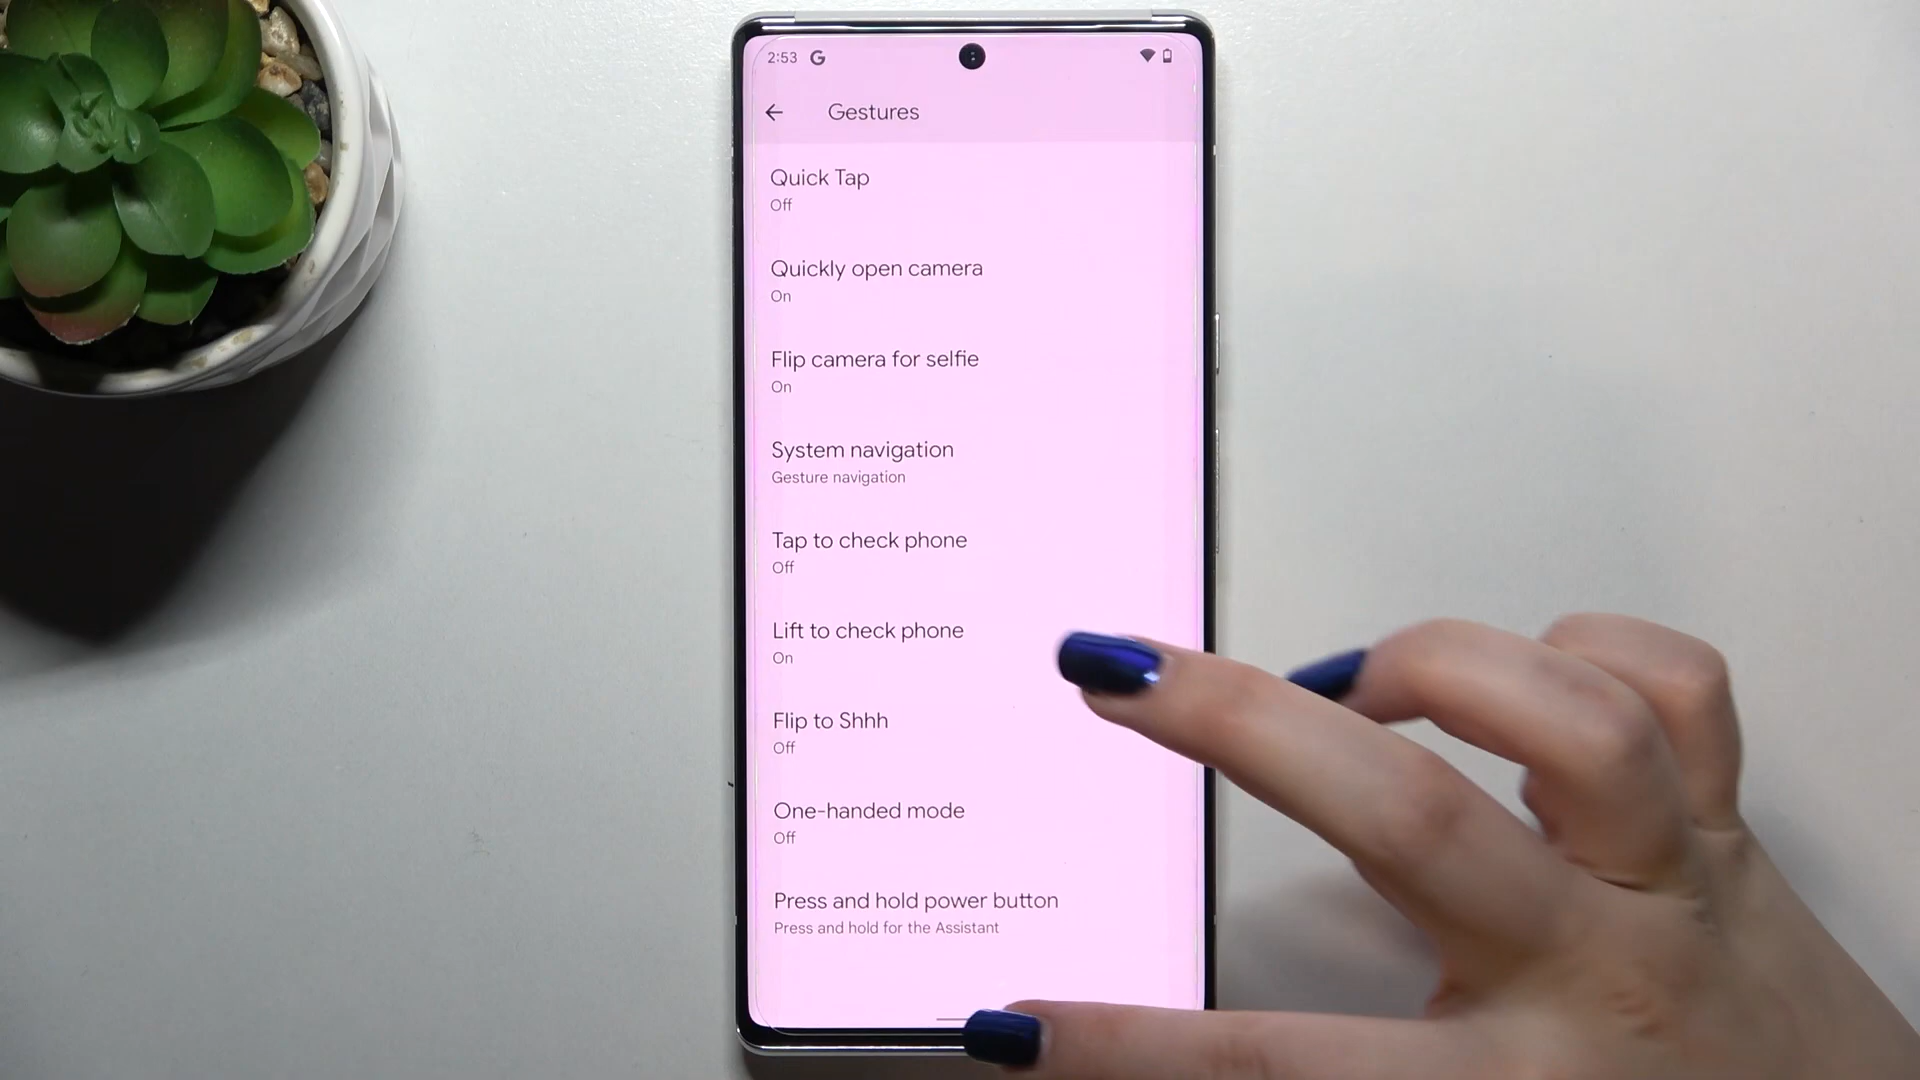 2:53 G
Gestures
Quick Tap
Off
Quickly open camera
On
Flip camera for selfie
On
System navigation
Gesture navigation
Tap to check phone
Off
Lift to check phone
On
Flip to Shhh
Off
One-handed mode
Off
Press and hold power button
Press and hold for the Assistant